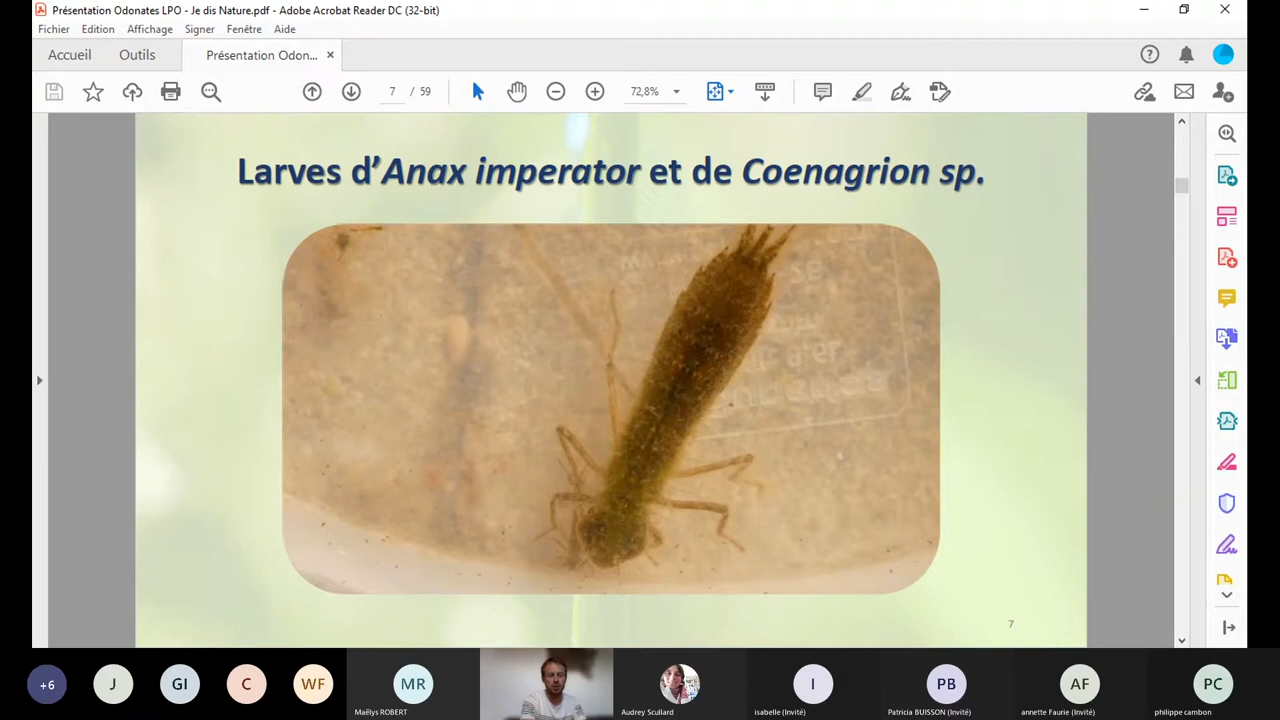 Présentation Odonates LPO - Je dis Nature.pdf - Adobe Acrobat Reader DC (32-bit)
Fichier Edition Affichage Signer Fenêtre Aide
Accueil Outils Présentation Odon...
7 / 59 72,8%
Larves d’Anax imperator et de Coenagrion sp.
7
+6 J GI C WF MR I PB AF PC
Maëlys ROBERT Audrey Scullard isabelle (Invité) Patricia BUISSON (Invité) annette Faurie (Invité) philippe cambon